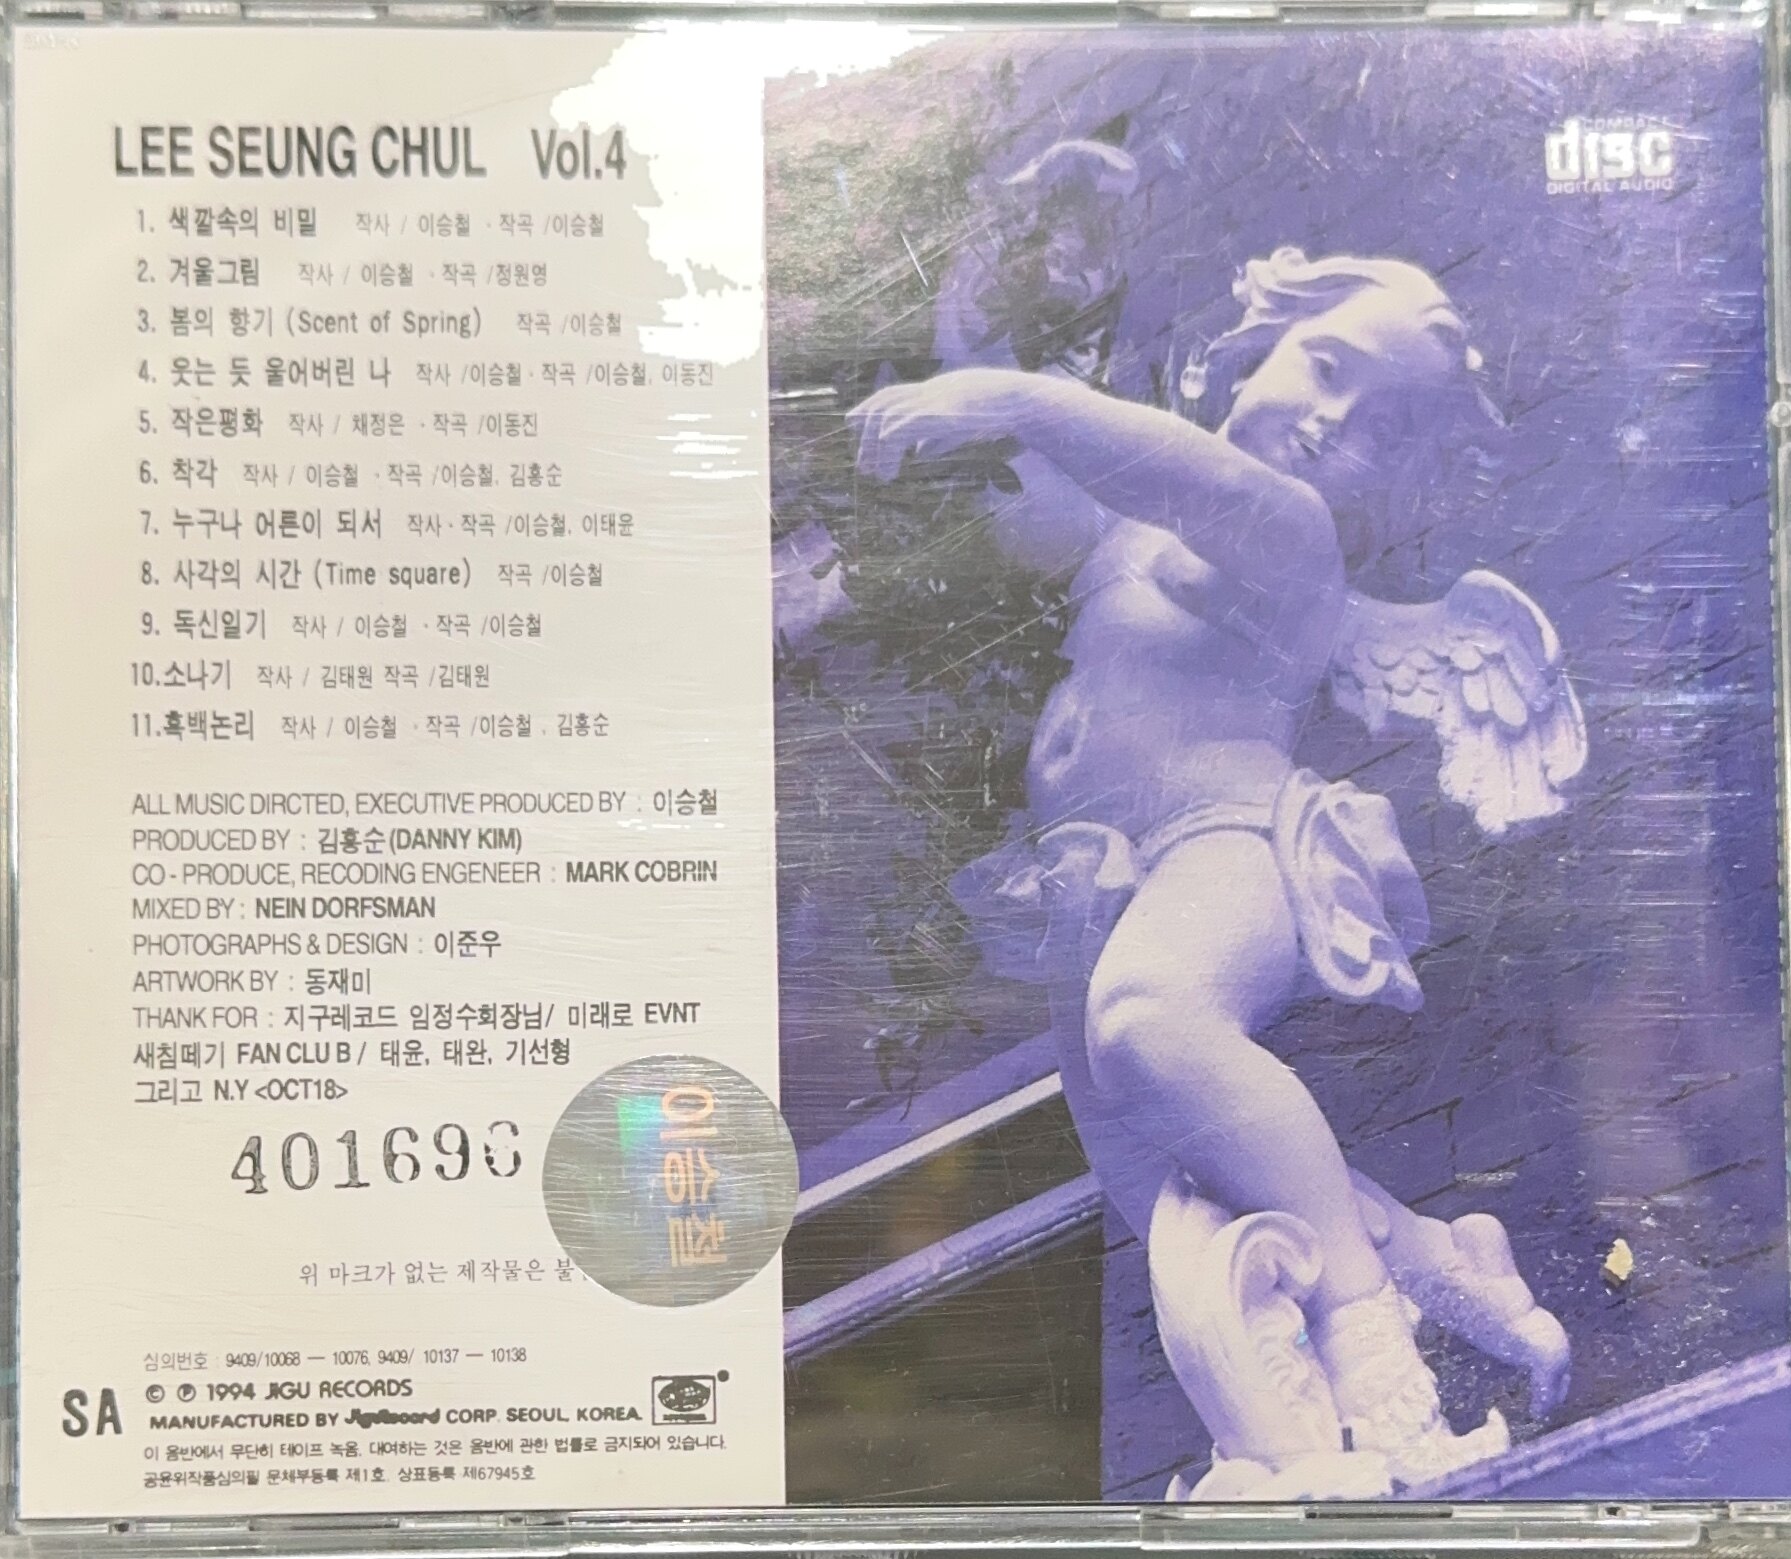 LEE SEUNG CHUL Vol.4
1. 색깔속의 비밀 작사 / 이승철 · 작곡 /이승철
2. 겨울그림 작사 / 이승철 · 작곡 /정원영
3. 봄의 향기 (Scent of Spring) 작곡 /이승철
4. 웃는 듯 울어버린 나 작사 /이승철 · 작곡 /이승철, 이동진
5. 작은평화 작사 / 채정은 · 작곡 /이동진
6. 착각 작사 / 이승철 · 작곡 /이승철, 김홍순
7. 누구나 어른이 되서 작사 · 작곡 /이승철, 이태윤
8. 사각의 시간 (Time square) 작곡 /이승철
9. 독신일기 작사 / 이승철 · 작곡 /이승철
10.소나기 작사 / 김태원 작곡 /김태원
11.흑백논리 작사 / 이승철 · 작곡 /이승철 , 김홍순
ALL MUSIC DIRCTED, EXECUTIVE PRODUCED BY : 이승철
PRODUCED BY : 김홍순(DANNY KIM)
CO - PRODUCE, RECODING ENGENEER : MARK COBRIN
MIXED BY : NEIN DORFSMAN
PHOTOGRAPHS & DESIGN : 이준우
ARTWORK BY : 동재미
THANK FOR : 지구레코드 임정수회장님/ 미래로 EVNT
새침떼기 FAN CLU B / 태윤, 태완, 기선형
그리고 N.Y <OCT18>
401696
이승철
위 마크가 없는 제작물은
심의번호 : 9409/10068 — 10076, 9409/ 10137 — 10138
SA
© ℗ 1994 JIGU RECORDS
MANUFACTURED BY JiguRecord CORP. SEOUL, KOREA.
이 음반에서 무단히 테이프 녹음, 대여하는 것은 음반에 관한 법률로 금지되어 있습니다.
공윤위작품심의필 문체부등록 제1호, 상표등록 제67945호
COMPACT
disc
DIGITAL AUDIO